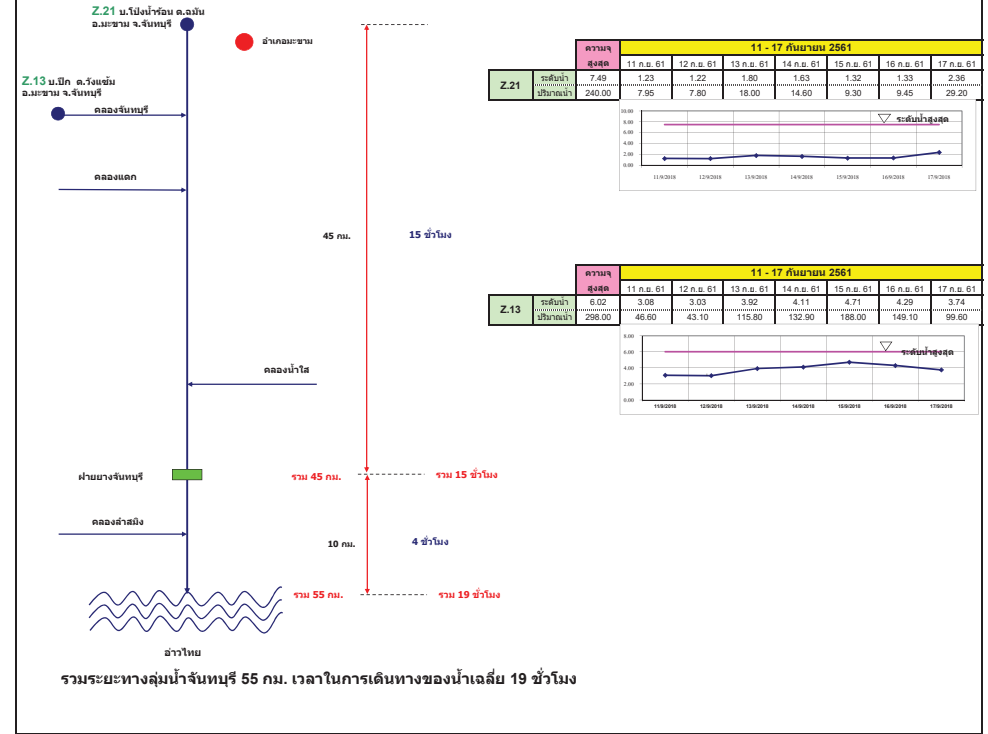 Z.21 บ.โป่งน้ำร้อน ต.ฉมัน
อ.มะขาม จ.จันทบุรี
อำเภอมะขาม
Z.13 บ.ปึก ต.วังแซ้ม
อ.มะขาม จ.จันทบุรี
คลองจันทบุรี
คลองแตก
45 กม. 15 ชั่วโมง
คลองน้ำใส
ฝายยางจันทบุรี
รวม 45 กม. รวม 15 ชั่วโมง
คลองลำสมิง
10 กม. 4 ชั่วโมง
รวม 55 กม. รวม 19 ชั่วโมง
อ่าวไทย
รวมระยะทางลุ่มน้ำจันทบุรี 55 กม. เวลาในการเดินทางของน้ำเฉลี่ย 19 ชั่วโมง
ความจุ 11 - 17 กันยายน 2561
สูงสุด 11 ก.ย. 61 12 ก.ย. 61 13 ก.ย. 61 14 ก.ย. 61 15 ก.ย. 61 16 ก.ย. 61 17 ก.ย. 61
Z.21
ระดับน้ำ 7.49 1.23 1.22 1.80 1.63 1.32 1.33 2.36
ปริมาณน้ำ 240.00 7.95 7.80 18.00 14.60 9.30 9.45 29.20
ระดับน้ำสูงสุด
10.00
8.00
6.00
4.00
2.00
0.00
11/9/2018 12/9/2018 13/9/2018 14/9/2018 15/9/2018 16/9/2018 17/9/2018
ความจุ 11 - 17 กันยายน 2561
สูงสุด 11 ก.ย. 61 12 ก.ย. 61 13 ก.ย. 61 14 ก.ย. 61 15 ก.ย. 61 16 ก.ย. 61 17 ก.ย. 61
Z.13
ระดับน้ำ 6.02 3.08 3.03 3.92 4.11 4.71 4.29 3.74
ปริมาณน้ำ 298.00 46.60 43.10 115.80 132.90 188.00 149.10 99.60
ระดับน้ำสูงสุด
8.00
6.00
4.00
2.00
0.00
11/9/2018 12/9/2018 13/9/2018 14/9/2018 15/9/2018 16/9/2018 17/9/2018